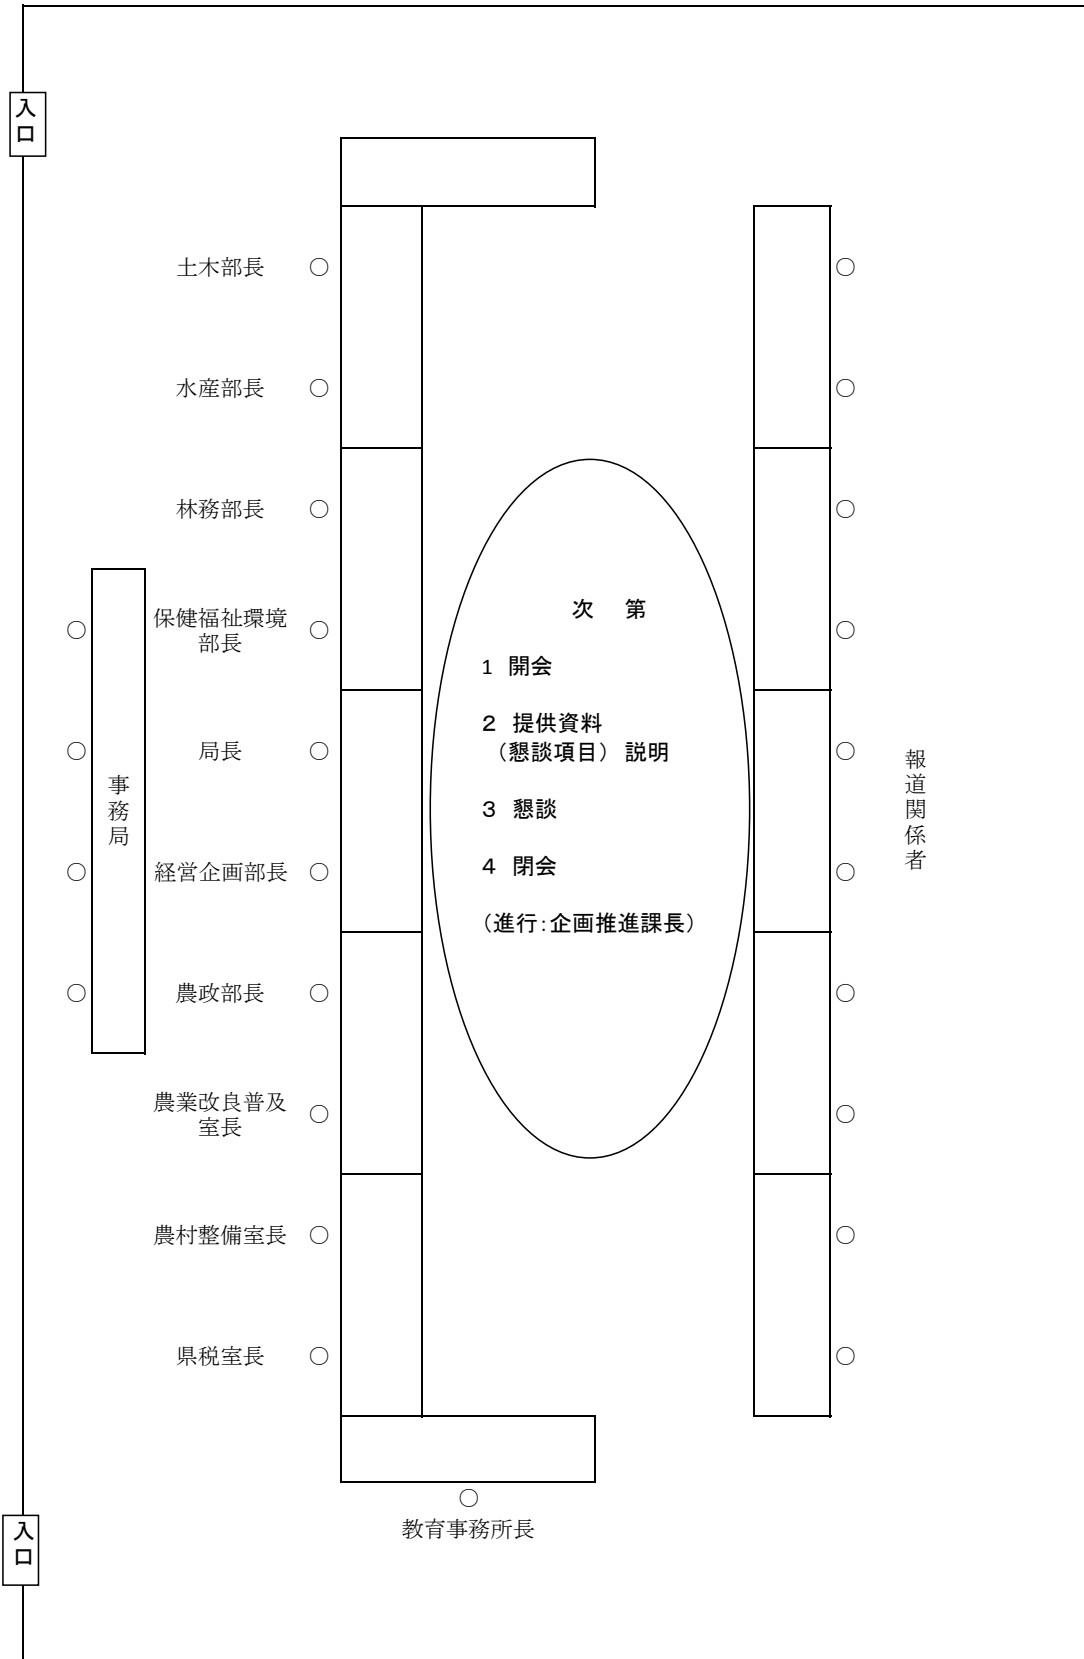 入口
土木部長
水産部長
林務部長
保健福祉環境
部長
局長
経営企画部長
農政部長
農業改良普及
室長
農村整備室長
県税室長
事務局
次　第
1　開会
2　提供資料
（懇談項目）説明
3　懇談
4　閉会
（進行：企画推進課長）
報道関係者
教育事務所長
入口